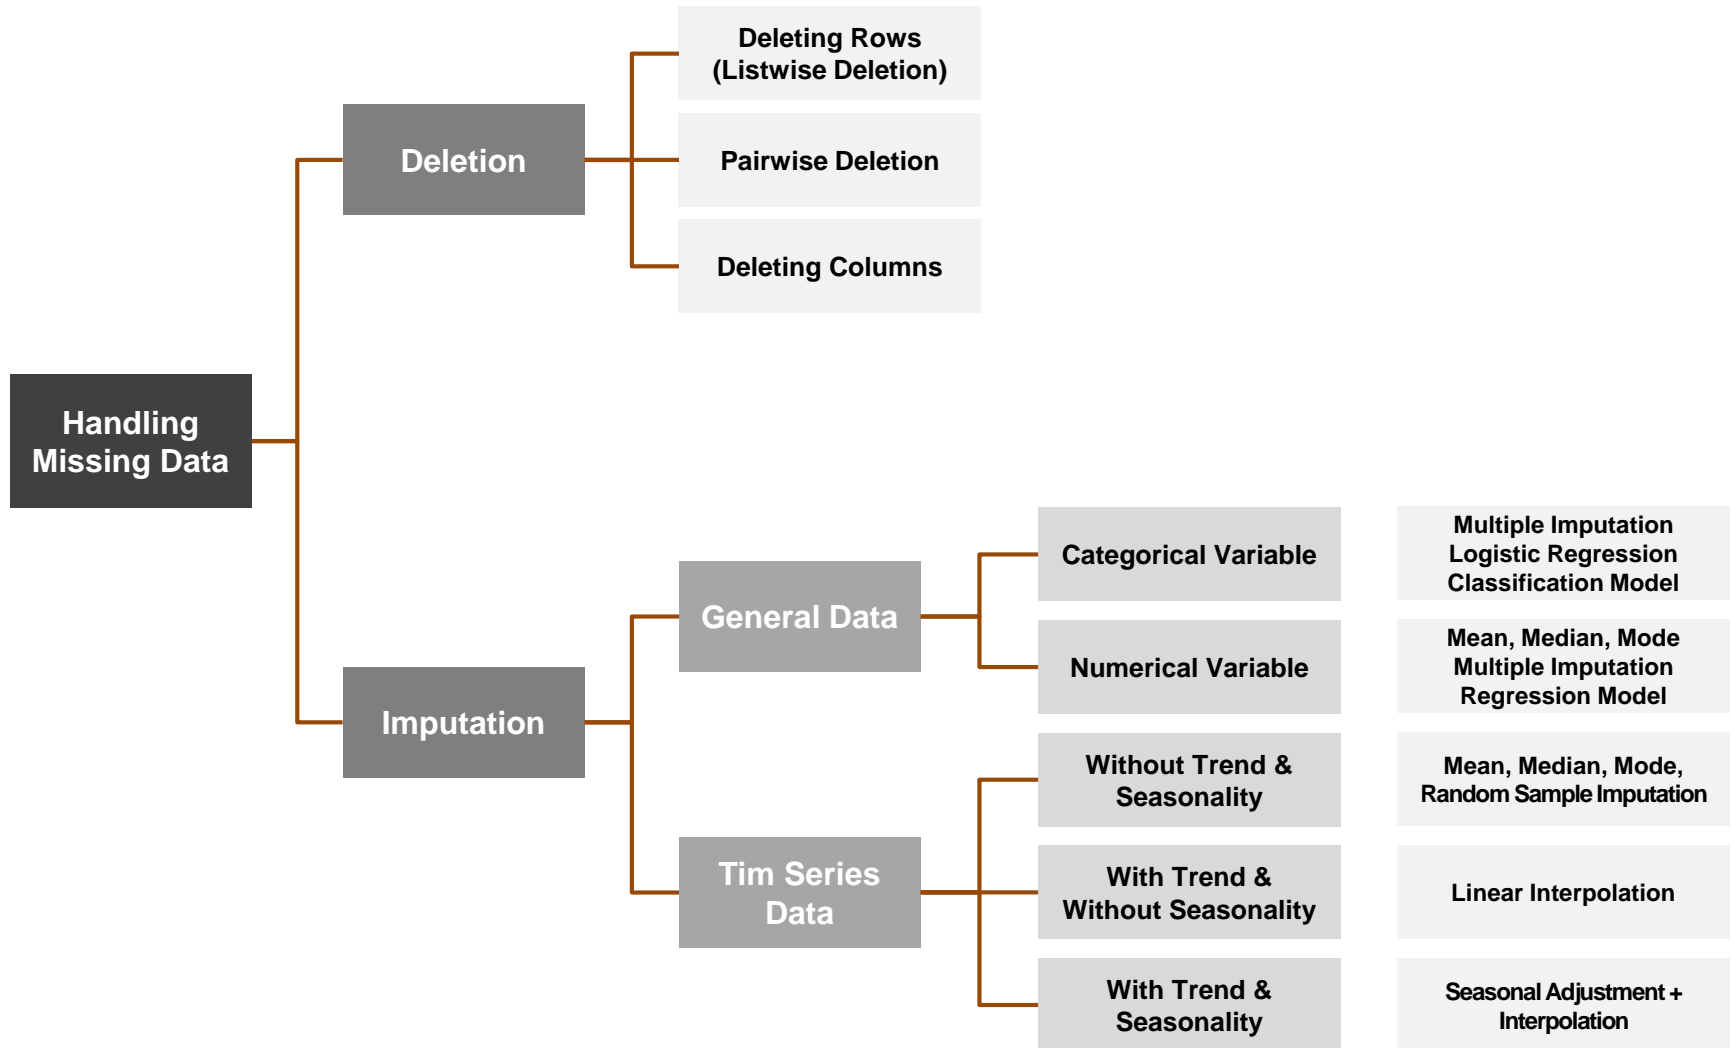 Deleting Rows
(Listwise Deletion)
Deletion
Pairwise Deletion
Deleting Columns
Handling
Missing Data
Imputation
General Data
Categorical Variable
Multiple Imputation
Logistic Regression
Classification Model
Numerical Variable
Mean, Median, Mode
Multiple Imputation
Regression Model
Tim Series
Data
Without Trend &
Seasonality
Mean, Median, Mode,
Random Sample Imputation
With Trend &
Without Seasonality
Linear Interpolation
With Trend &
Seasonality
Seasonal Adjustment +
Interpolation